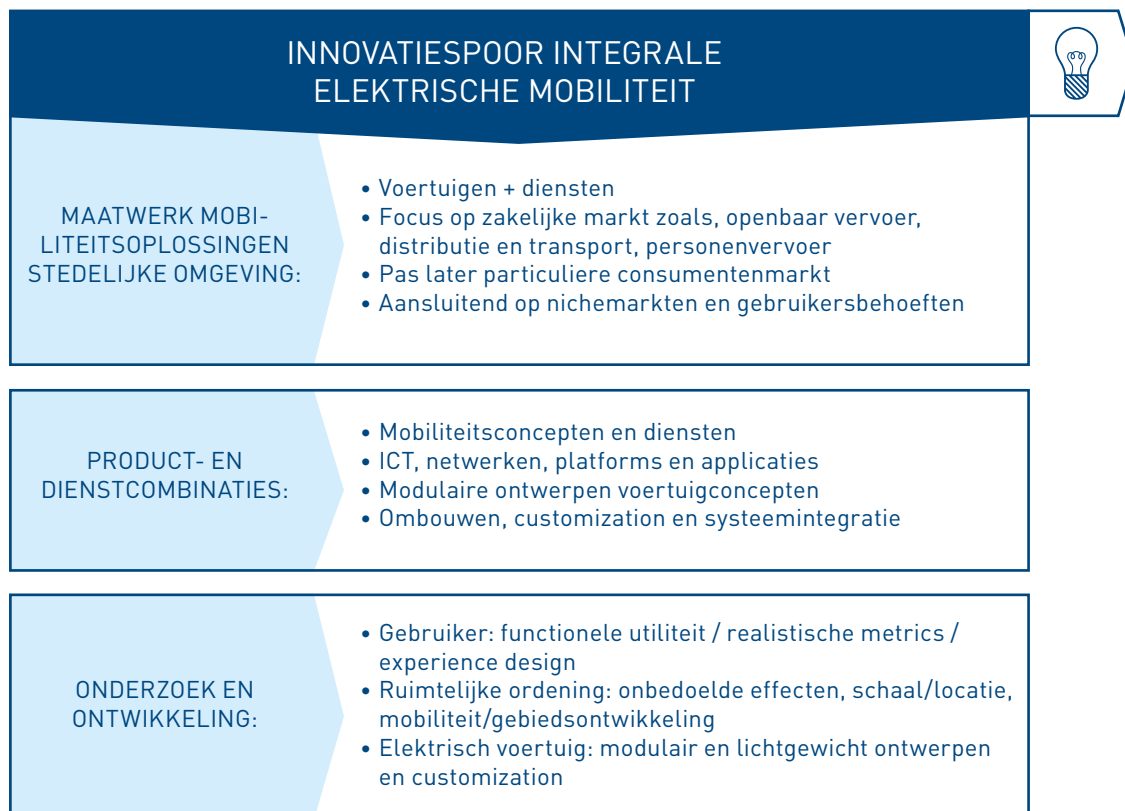 INNOVATIESPOOR INTEGRALE
ELEKTRISCHE MOBILITEIT
MAATWERK MOBI-
LITEITSOPLOSSINGEN
STEDELIJKE OMGEVING:
• Voertuigen + diensten
• Focus op zakelijke markt zoals, openbaar vervoer,
distributie en transport, personenvervoer
• Pas later particuliere consumentenmarkt
• Aansluitend op nichemarkten en gebruikersbehoeften
PRODUCT- EN
DIENSTCOMBINATIES:
• Mobiliteitsconcepten en diensten
• ICT, netwerken, platforms en applicaties
• Modulaire ontwerpen voertuigconcepten
• Ombouwen, customization en systeemintegratie
ONDERZOEK EN
ONTWIKKELING:
• Gebruiker: functionele utiliteit / realistische metrics /
experience design
• Ruimtelijke ordening: onbedoelde effecten, schaal/locatie,
mobiliteit/gebiedsontwikkeling
• Elektrisch voertuig: modulair en lichtgewicht ontwerpen
en customization